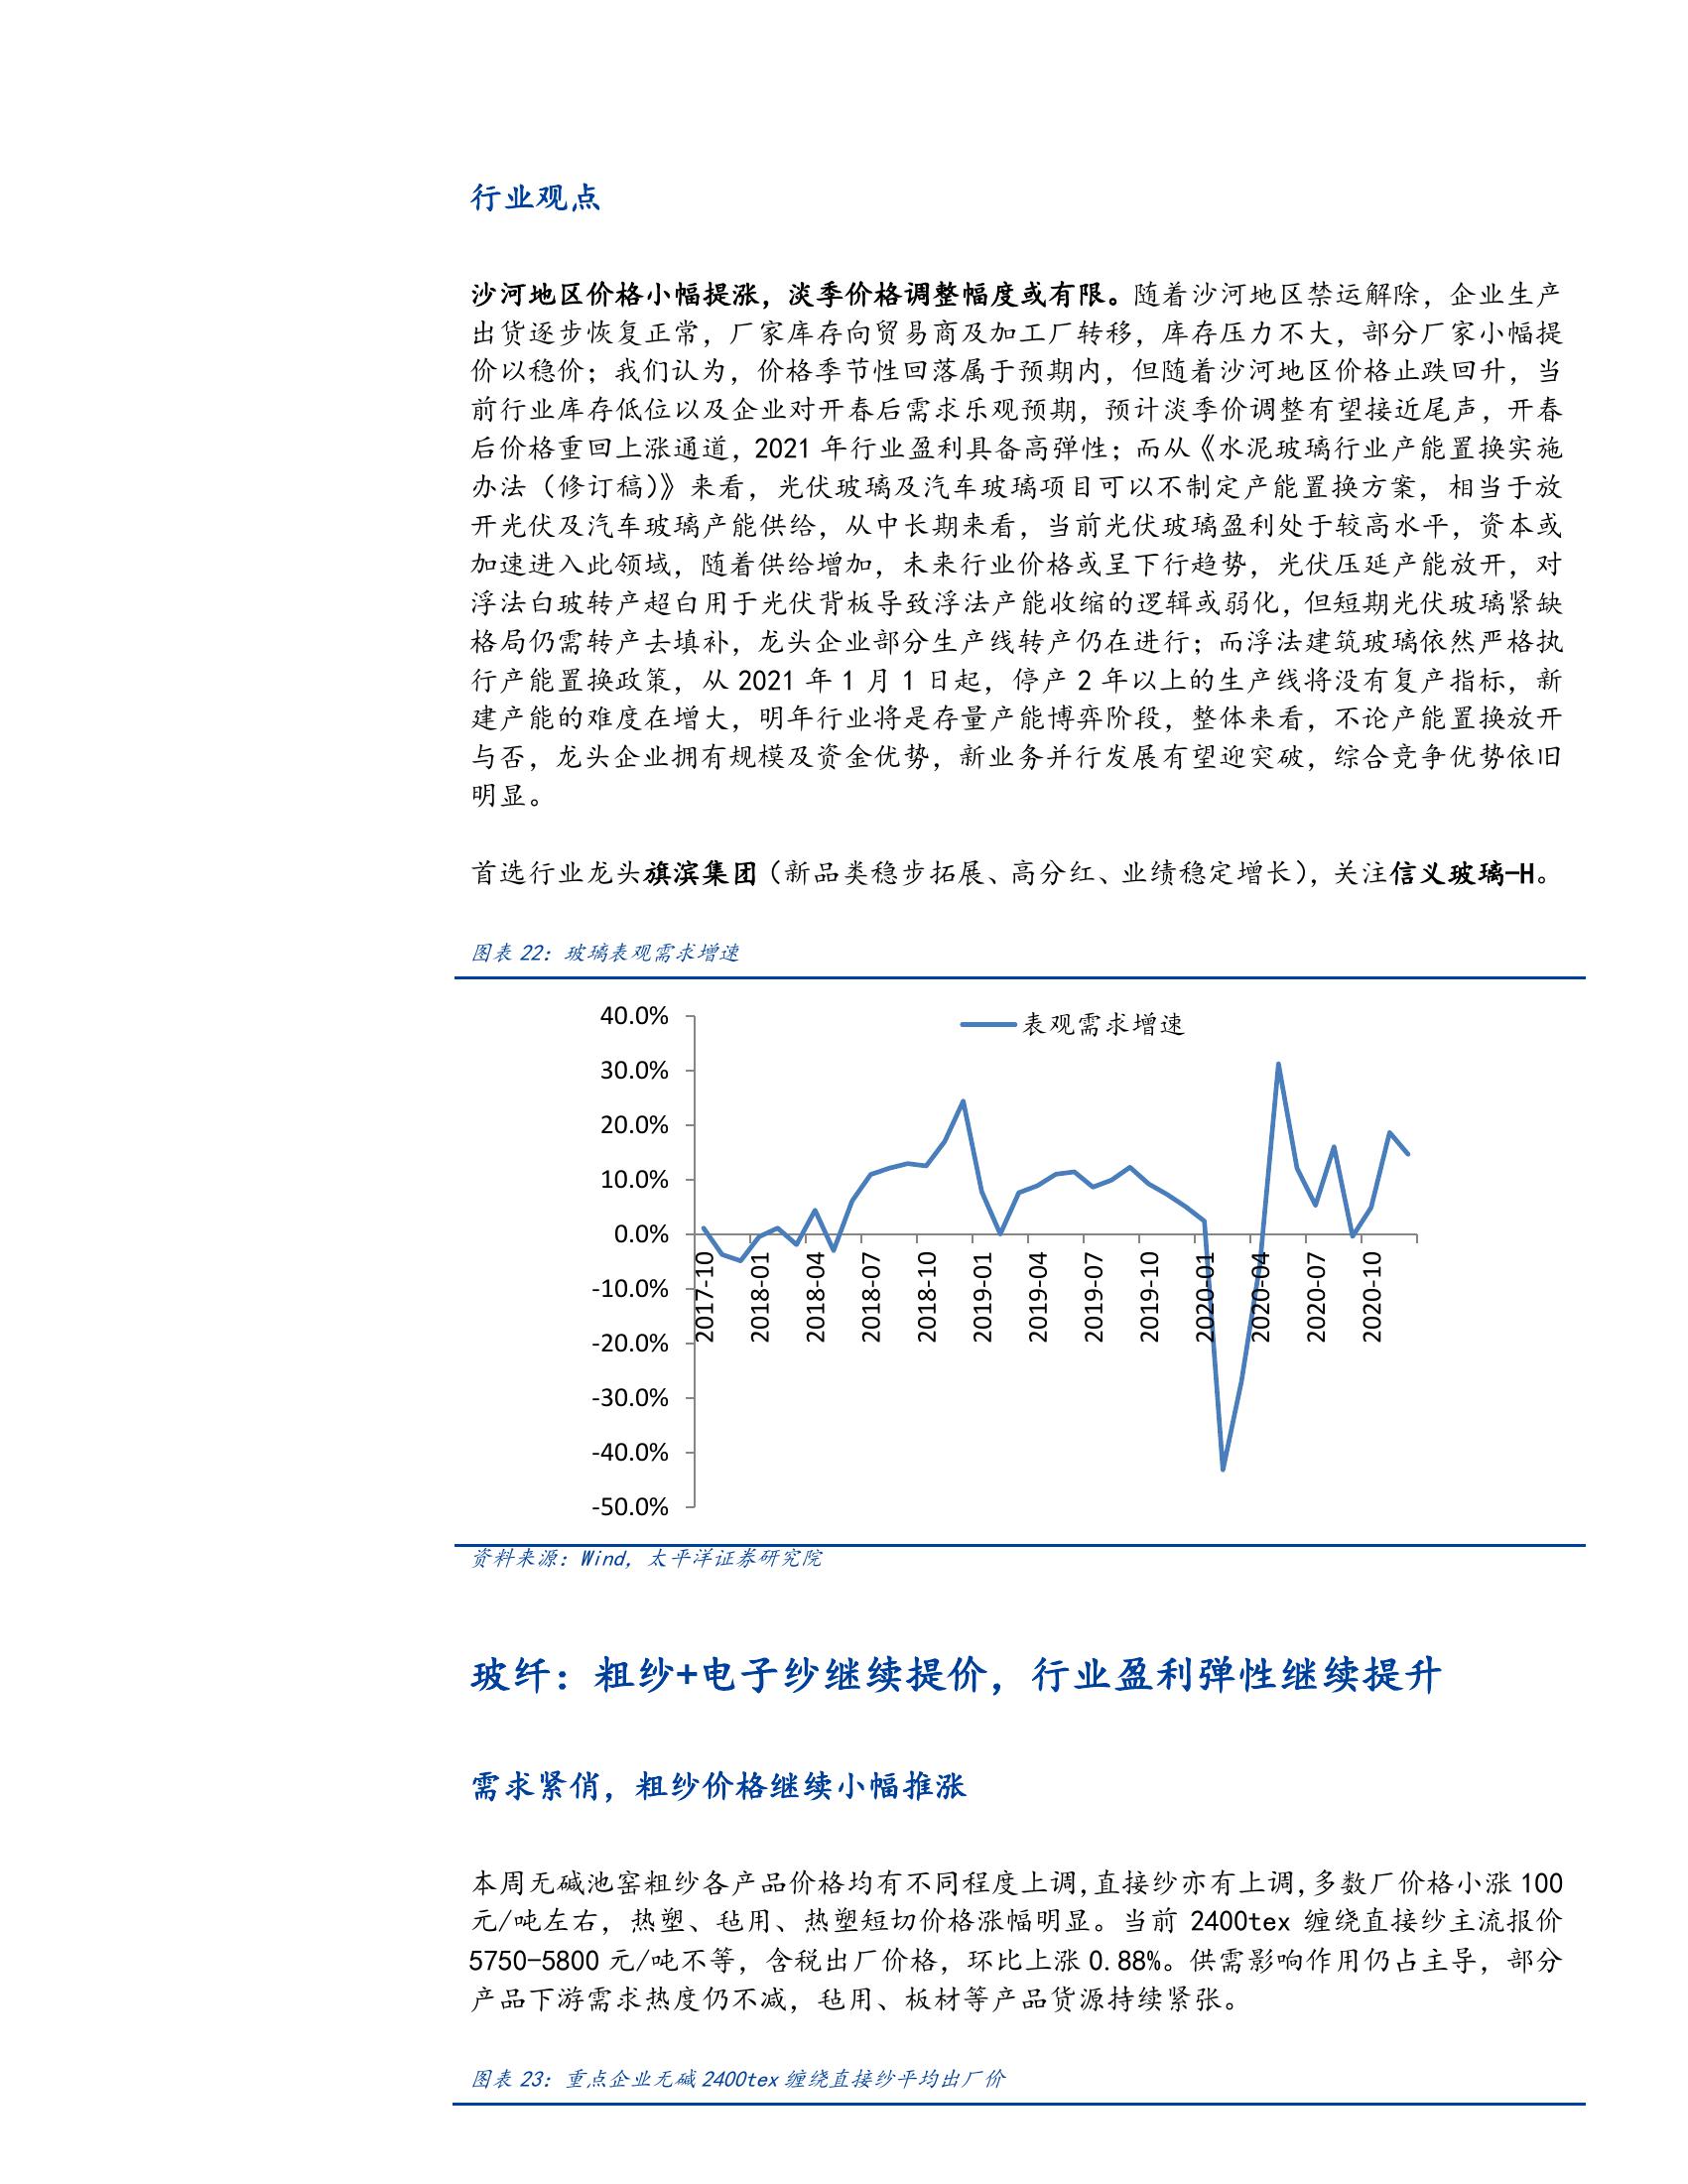 行业观点
沙河地区价格小幅提涨，淡季价格调整幅度或有限。随着沙河地区禁运解除，企业生产
出货逐步恢复正常，厂家库存向贸易商及加工厂转移，库存压力不大，部分厂家小幅提
价以稳价；我们认为，价格季节性回落属于预期内，但随着沙河地区价格止跌回升，当
前行业库存低位以及企业对开春后需求乐观预期，预计淡季价调整有望接近尾声，开春
后价格重回上涨通道，2021 年行业盈利具备高弹性；而从《水泥玻璃行业产能置换实施
办法（修订稿）》来看，光伏玻璃及汽车玻璃项目可以不制定产能置换方案，相当于放
开光伏及汽车玻璃产能供给，从中长期来看，当前光伏玻璃盈利处于较高水平，资本或
加速进入此领域，随着供给增加，未来行业价格或呈下行趋势，光伏压延产能放开，对
浮法白玻转产超白用于光伏背板导致浮法产能收缩的逻辑或弱化，但短期光伏玻璃紧缺
格局仍需转产去填补，龙头企业部分生产线转产仍在进行；而浮法建筑玻璃依然严格执
行产能置换政策，从 2021 年 1 月 1 日起，停产 2 年以上的生产线将没有复产指标，新
建产能的难度在增大，明年行业将是存量产能博弈阶段，整体来看，不论产能置换放开
与否，龙头企业拥有规模及资金优势，新业务并行发展有望迎突破，综合竞争优势依旧
明显。
首选行业龙头旗滨集团（新品类稳步拓展、高分红、业绩稳定增长），关注信义玻璃-H。
图表 22：玻璃表观需求增速
表观需求增速
40.0%
30.0%
20.0%
10.0%
0.0%
-10.0%
-20.0%
-30.0%
-40.0%
-50.0%
2017-10
2018-01
2018-04
2018-07
2018-10
2019-01
2019-04
2019-07
2019-10
2020-01
2020-04
2020-07
2020-10
资料来源：Wind，太平洋证券研究院
玻纤：粗纱+电子纱继续提价，行业盈利弹性继续提升
需求紧俏，粗纱价格继续小幅推涨
本周无碱池窑粗纱各产品价格均有不同程度上调，直接纱亦有上调，多数厂价格小涨 100
元/吨左右，热塑、毡用、热塑短切价格涨幅明显。当前 2400tex 缠绕直接纱主流报价
5750-5800 元/吨不等，含税出厂价格，环比上涨 0.88%。供需影响作用仍占主导，部分
产品下游需求热度仍不减，毡用、板材等产品货源持续紧张。
图表 23：重点企业无碱 2400tex 缠绕直接纱平均出厂价